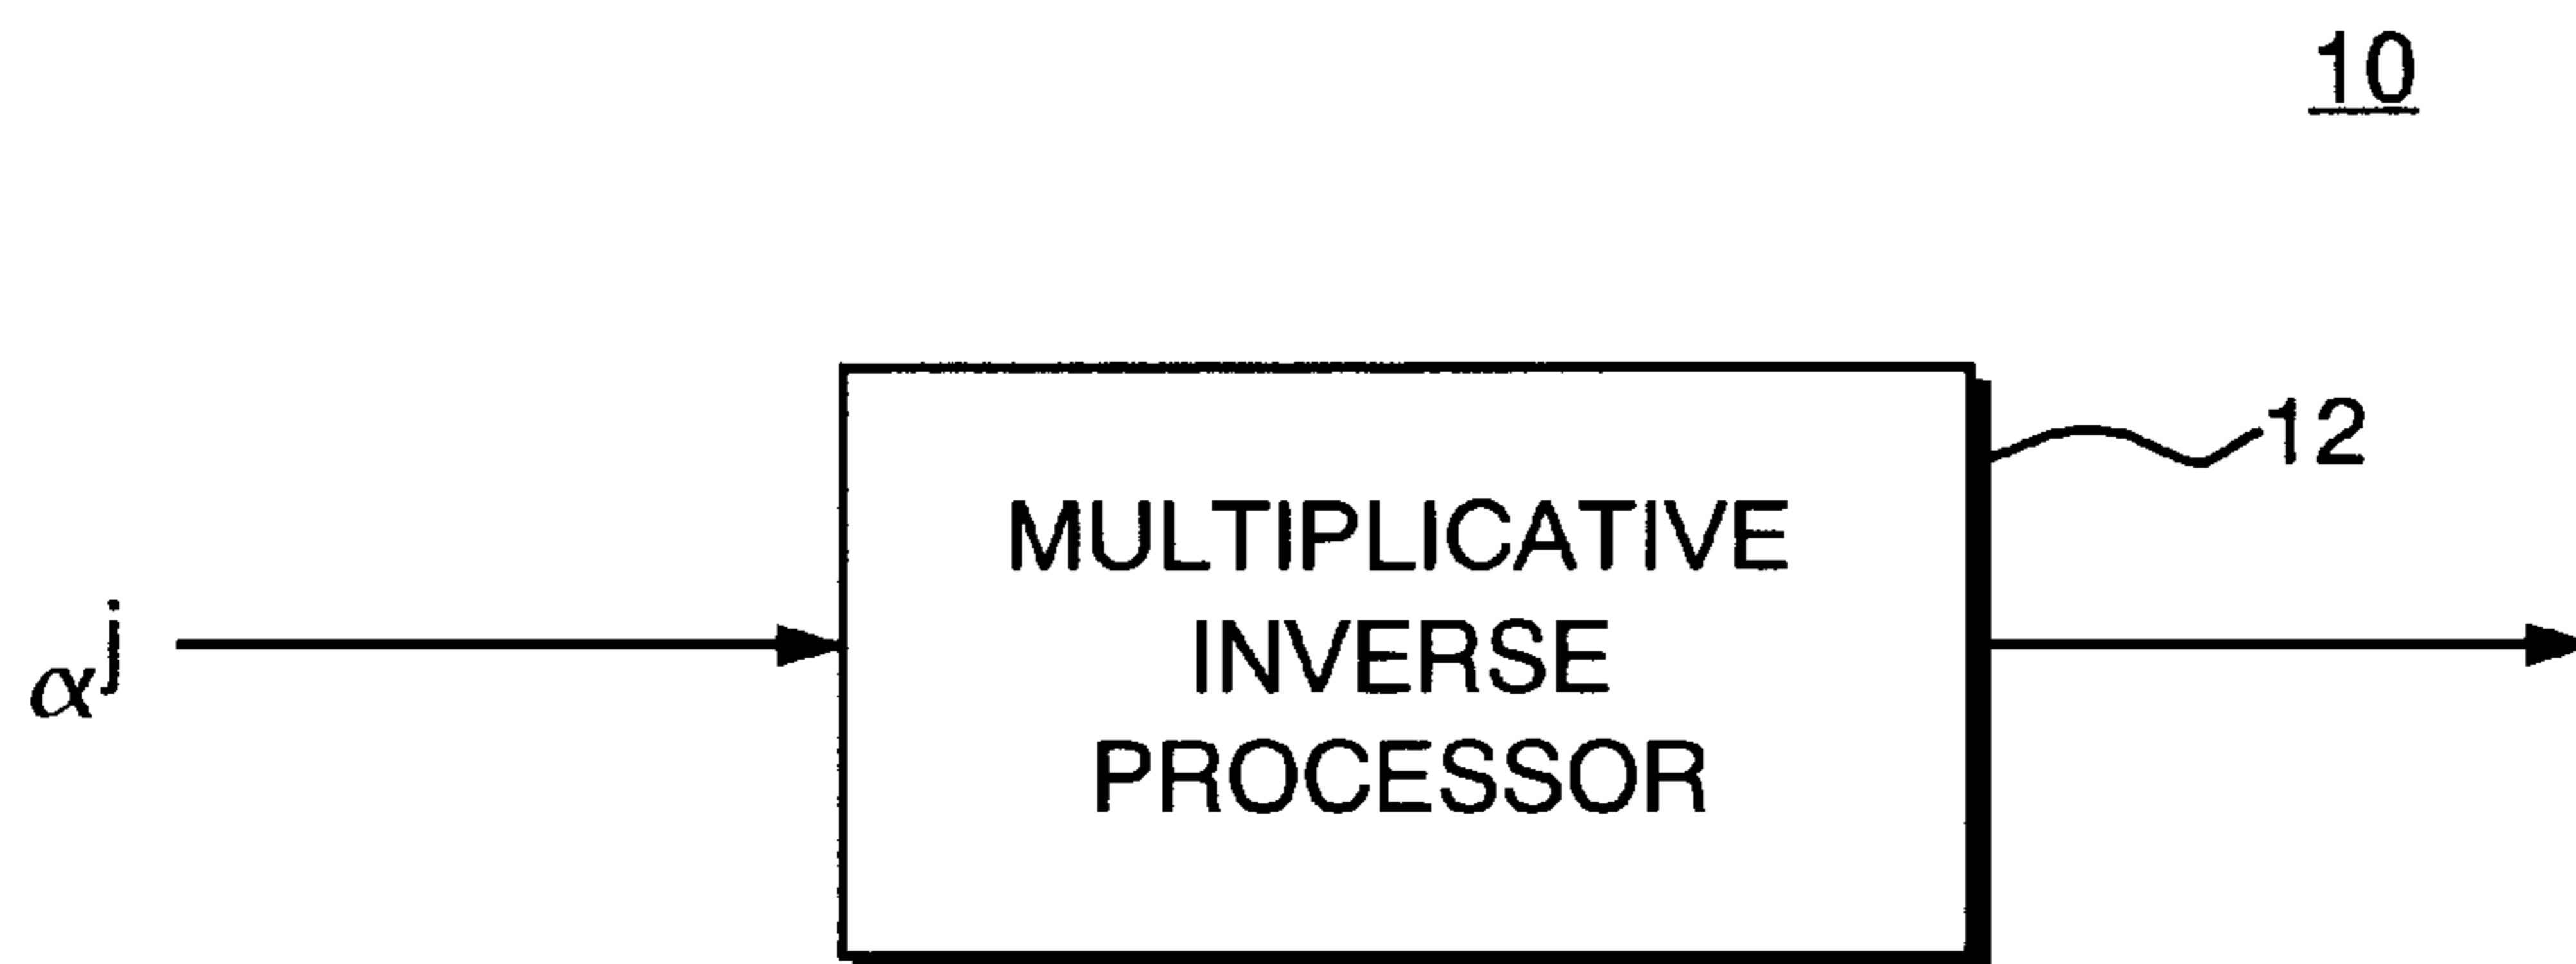 10
12
MULTIPLICATIVE
INVERSE
PROCESSOR
α^j